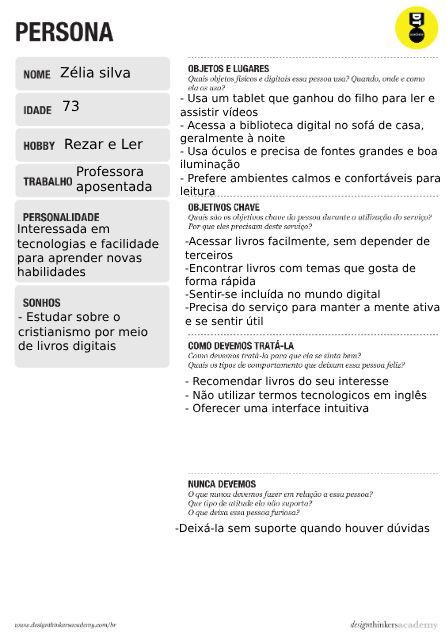 PERSONA
DT
NOME Zélia silva
IDADE 73
HOBBY Rezar e Ler
TRABALHO Professora
aposentada
PERSONALIDADE
Interessada em
tecnologias e facilidade
para aprender novas
habilidades
SONHOS
- Estudar sobre o
cristianismo por meio
de livros digitais
OBJETOS E LUGARES
Quais objetos físicos e digitais essa pessoa usa? Quando, onde e como
ela os usa?
- Usa um tablet que ganhou do filho para ler e
assistir vídeos
- Acessa a biblioteca digital no sofá de casa,
geralmente à noite
- Usa óculos e precisa de fontes grandes e boa
iluminação
- Prefere ambientes calmos e confortáveis para
leitura
OBJETIVOS CHAVE
Quais são os objetivos chave da pessoa durante a utilização do serviço?
Por que eles precisam deste serviço?
-Acessar livros facilmente, sem depender de
terceiros
-Encontrar livros com temas que gosta de
forma rápida
-Sentir-se incluída no mundo digital
-Precisa do serviço para manter a mente ativa
e se sentir útil
COMO DEVEMOS TRATÁ-LA
Como devemos tratá-la para que ela se sinta bem?
Quais os tipos de comportamento que deixam essa pessoa feliz?
- Recomendar livros do seu interesse
- Não utilizar termos tecnologicos em inglês
- Oferecer uma interface intuitiva
NUNCA DEVEMOS
O que nunca devemos fazer em relação a essa pessoa?
Que tipo de atitude ela não suporta?
O que deixa essa pessoa furiosa?
-Deixá-la sem suporte quando houver dúvidas
www.designthinkersacademy.com/br
designthinkersacademy